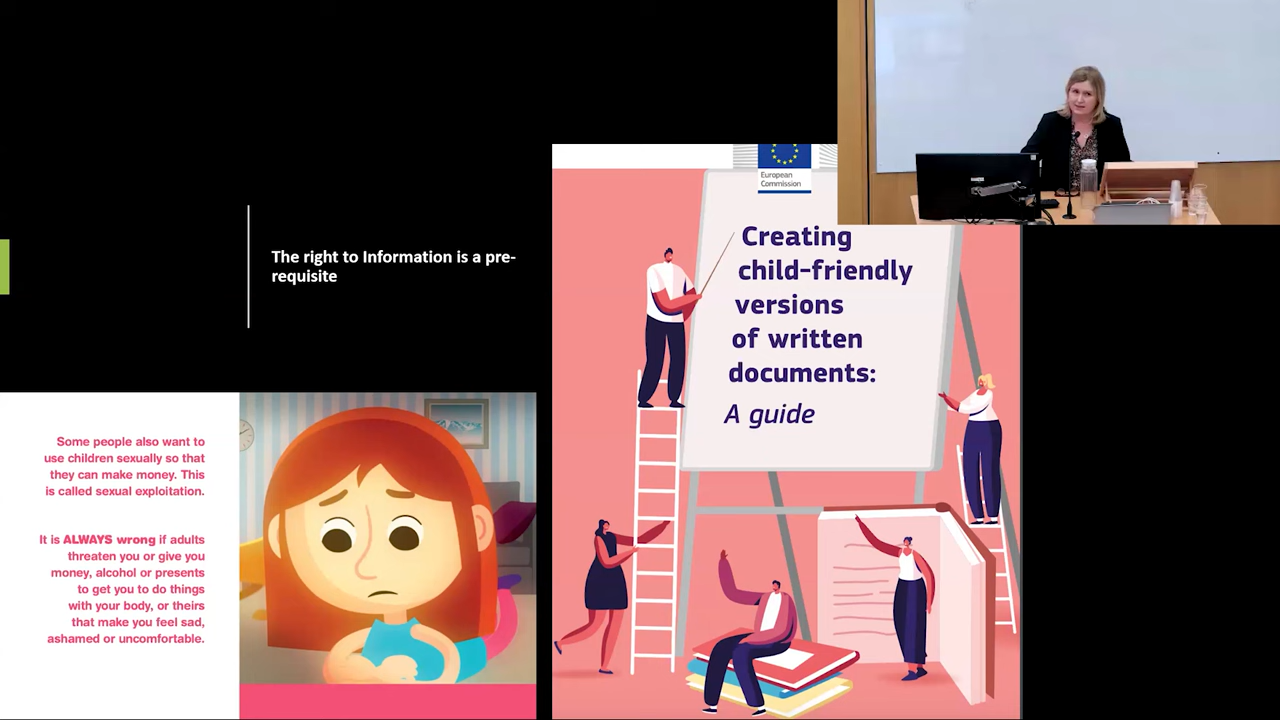 The right to Information is a pre-
requisite
Some people also want to
use children sexually so that
they can make money. This
is called sexual exploitation.
It is ALWAYS wrong if adults
threaten you or give you
money, alcohol or presents
to get you to do things
with your body, or theirs
that make you feel sad,
ashamed or uncomfortable.
European
Commission
Creating
child-friendly
versions
of written
documents:
A guide